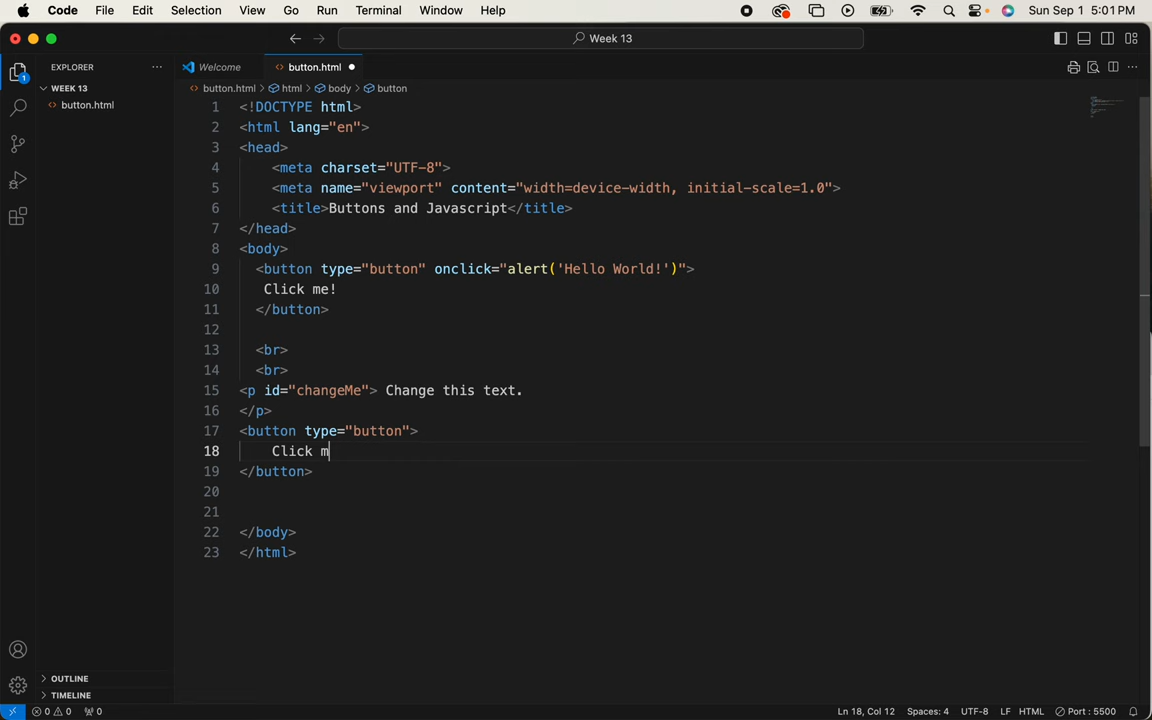 Code File Edit Selection View Go Run Terminal Window Help Sun Sep 1 5:01 PM
Week 13
EXPLORER ... Welcome <> button.html
WEEK 13 <> button.html > html > body > button
<> button.html
1 <!DOCTYPE html>
2 <html lang="en">
3 <head>
4 <meta charset="UTF-8">
5 <meta name="viewport" content="width=device-width, initial-scale=1.0">
6 <title>Buttons and Javascript</title>
7 </head>
8 <body>
9 <button type="button" onclick="alert('Hello World!')">
10 Click me!
11 </button>
12
13 <br>
14 <br>
15 <p id="changeMe"> Change this text.
16 </p>
17 <button type="button">
18 Click m
19 </button>
20
21
22 </body>
23 </html>
1
OUTLINE
TIMELINE
0 0 0 Ln 18, Col 12 Spaces: 4 UTF-8 LF HTML Port : 5500